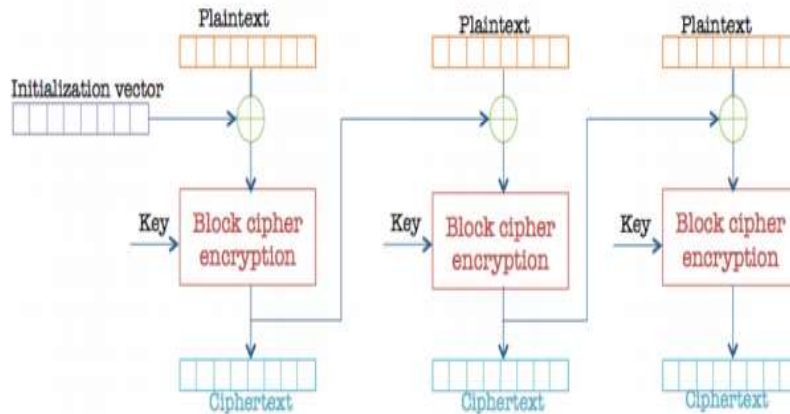 Plaintext
Plaintext
Plaintext
Initialization vector
Key
Block cipher
encryption
Key
Block cipher
encryption
Key
Block cipher
encryption
Ciphertext
Ciphertext
Ciphertext